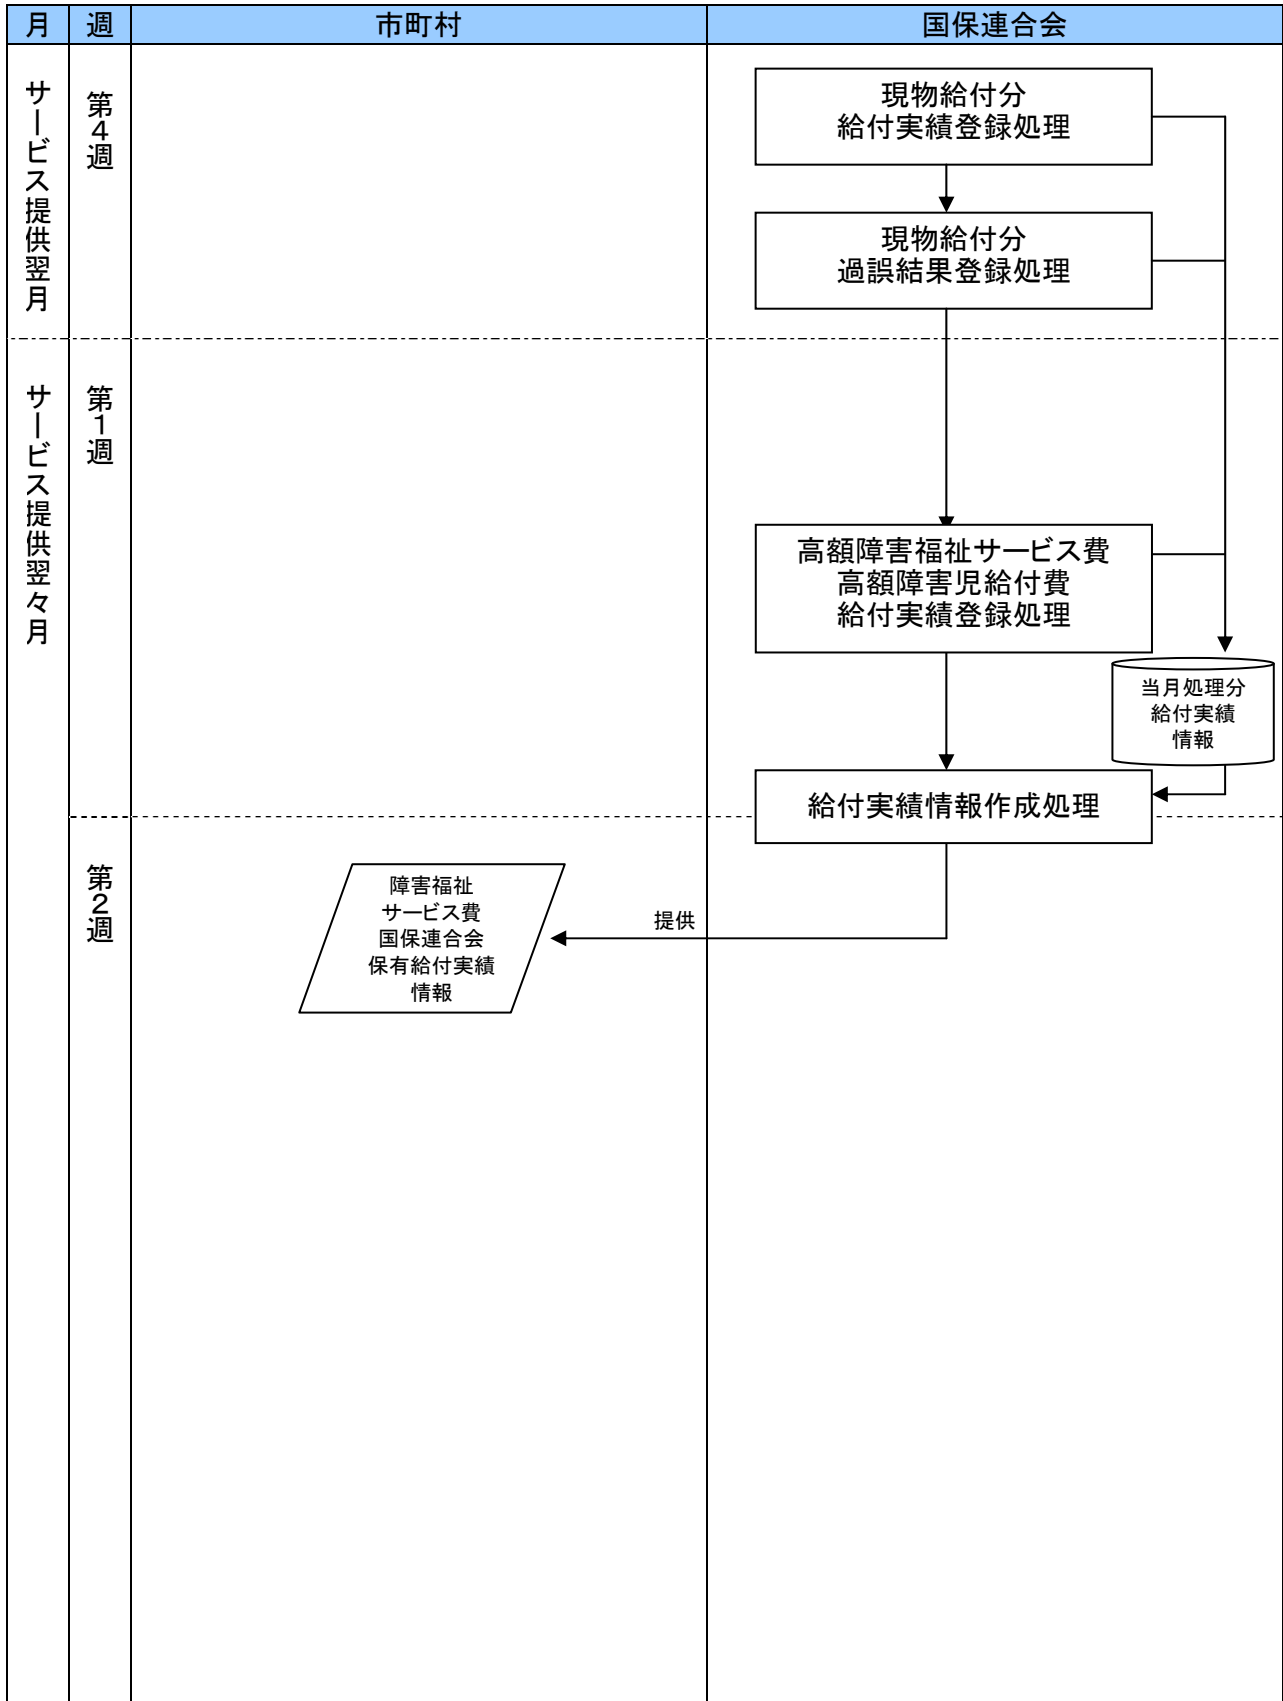 月 週 市町村 国保連合会
サービス提供翌月
第4週
現物給付分
給付実績登録処理
現物給付分
過誤結果登録処理
サービス提供翌々月
第1週
高額障害福祉サービス費
高額障害児給付費
給付実績登録処理
当月処理分
給付実績
情報
給付実績情報作成処理
第2週
障害福祉
サービス費
国保連合会
保有給付実績
情報
提供